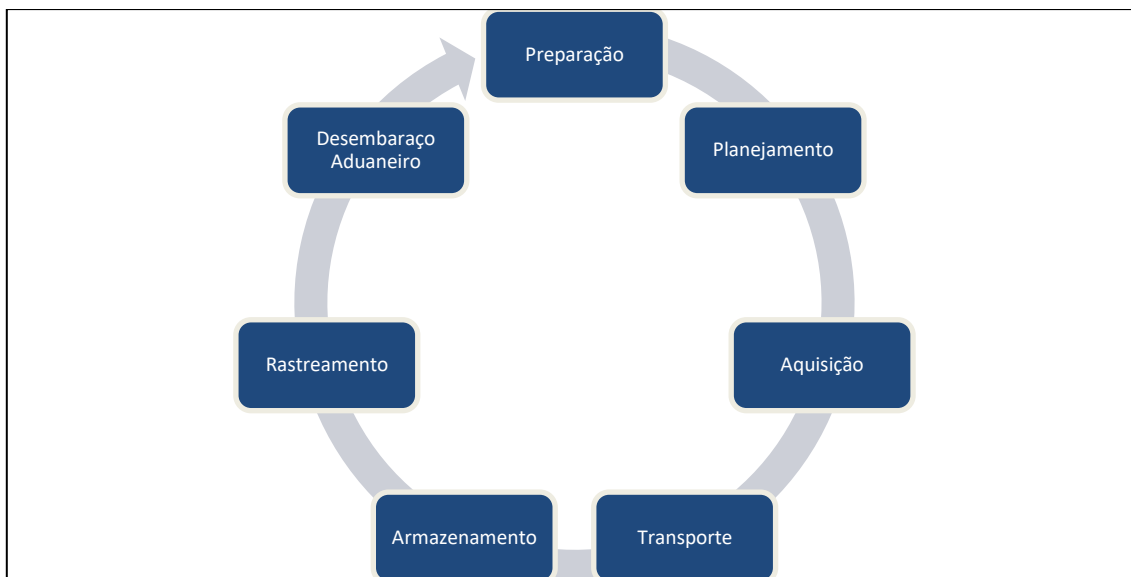 Preparação
Planejamento
Aquisição
Transporte
Armazenamento
Rastreamento
Desembaraço
Aduaneiro